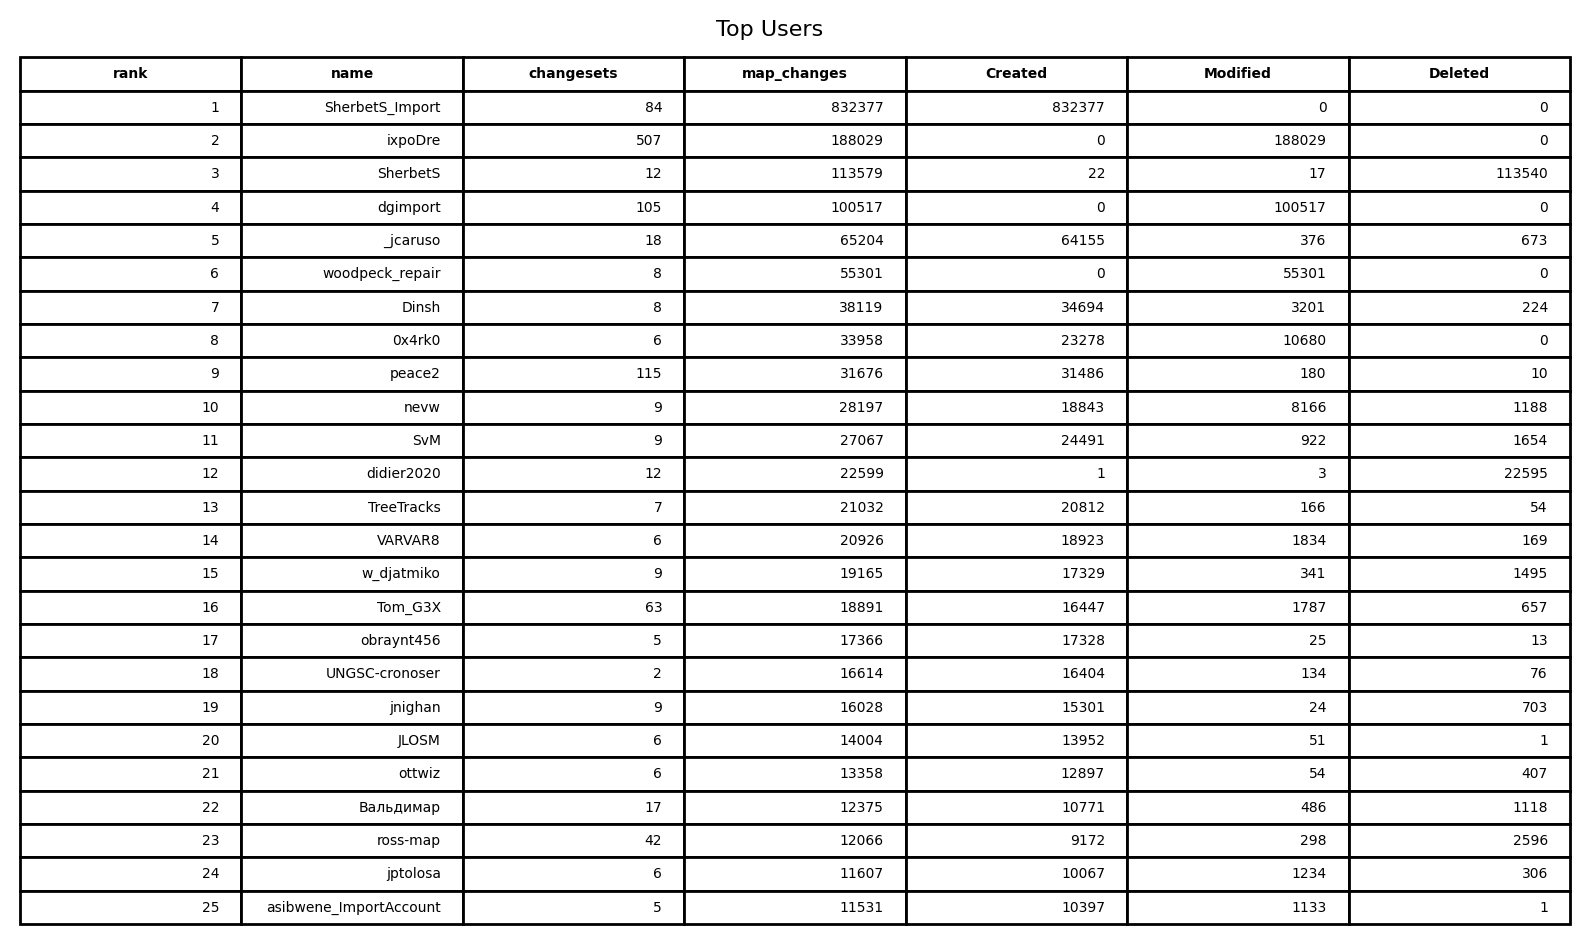 Top Users
rank name changesets map_changes Created Modified Deleted
1 SherbetS_Import 84 832377 832377 0 0
2 ixpoDre 507 188029 0 188029 0
3 SherbetS 12 113579 22 17 113540
4 dgimport 105 100517 0 100517 0
5 _jcaruso 18 65204 64155 376 673
6 woodpeck_repair 8 55301 0 55301 0
7 Dinsh 8 38119 34694 3201 224
8 0x4rk0 6 33958 23278 10680 0
9 peace2 115 31676 31486 180 10
10 nevw 9 28197 18843 8166 1188
11 SvM 9 27067 24491 922 1654
12 didier2020 12 22599 1 3 22595
13 TreeTracks 7 21032 20812 166 54
14 VARVAR8 6 20926 18923 1834 169
15 w_djatmiko 9 19165 17329 341 1495
16 Tom_G3X 63 18891 16447 1787 657
17 obraynt456 5 17366 17328 25 13
18 UNGSC-cronoser 2 16614 16404 134 76
19 jnighan 9 16028 15301 24 703
20 JLOSM 6 14004 13952 51 1
21 ottwiz 6 13358 12897 54 407
22 Вальдимар 17 12375 10771 486 1118
23 ross-map 42 12066 9172 298 2596
24 jptolosa 6 11607 10067 1234 306
25 asibwene_ImportAccount 5 11531 10397 1133 1